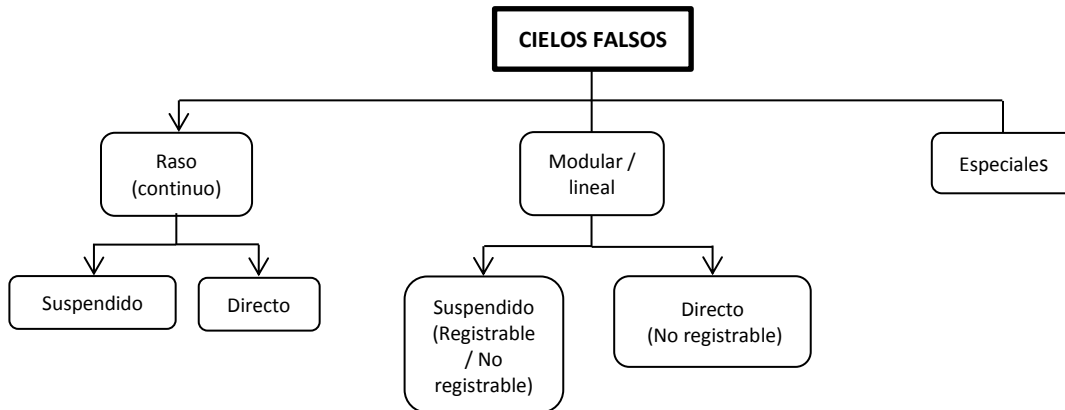 CIELOS FALSOS
Raso
(continuo)
Modular /
lineal
Especiales
Suspendido
Directo
Suspendido
(Registrable
/ No
registrable)
Directo
(No registrable)